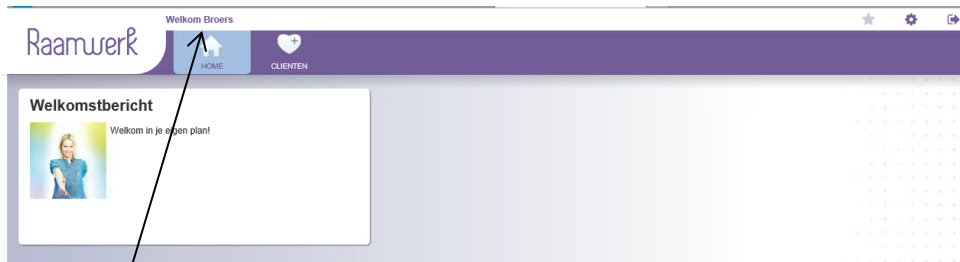 Welkom Broers
Raamwerk
HOME
CLIENTEN
Welkomstbericht
Welkom in je eigen plan!